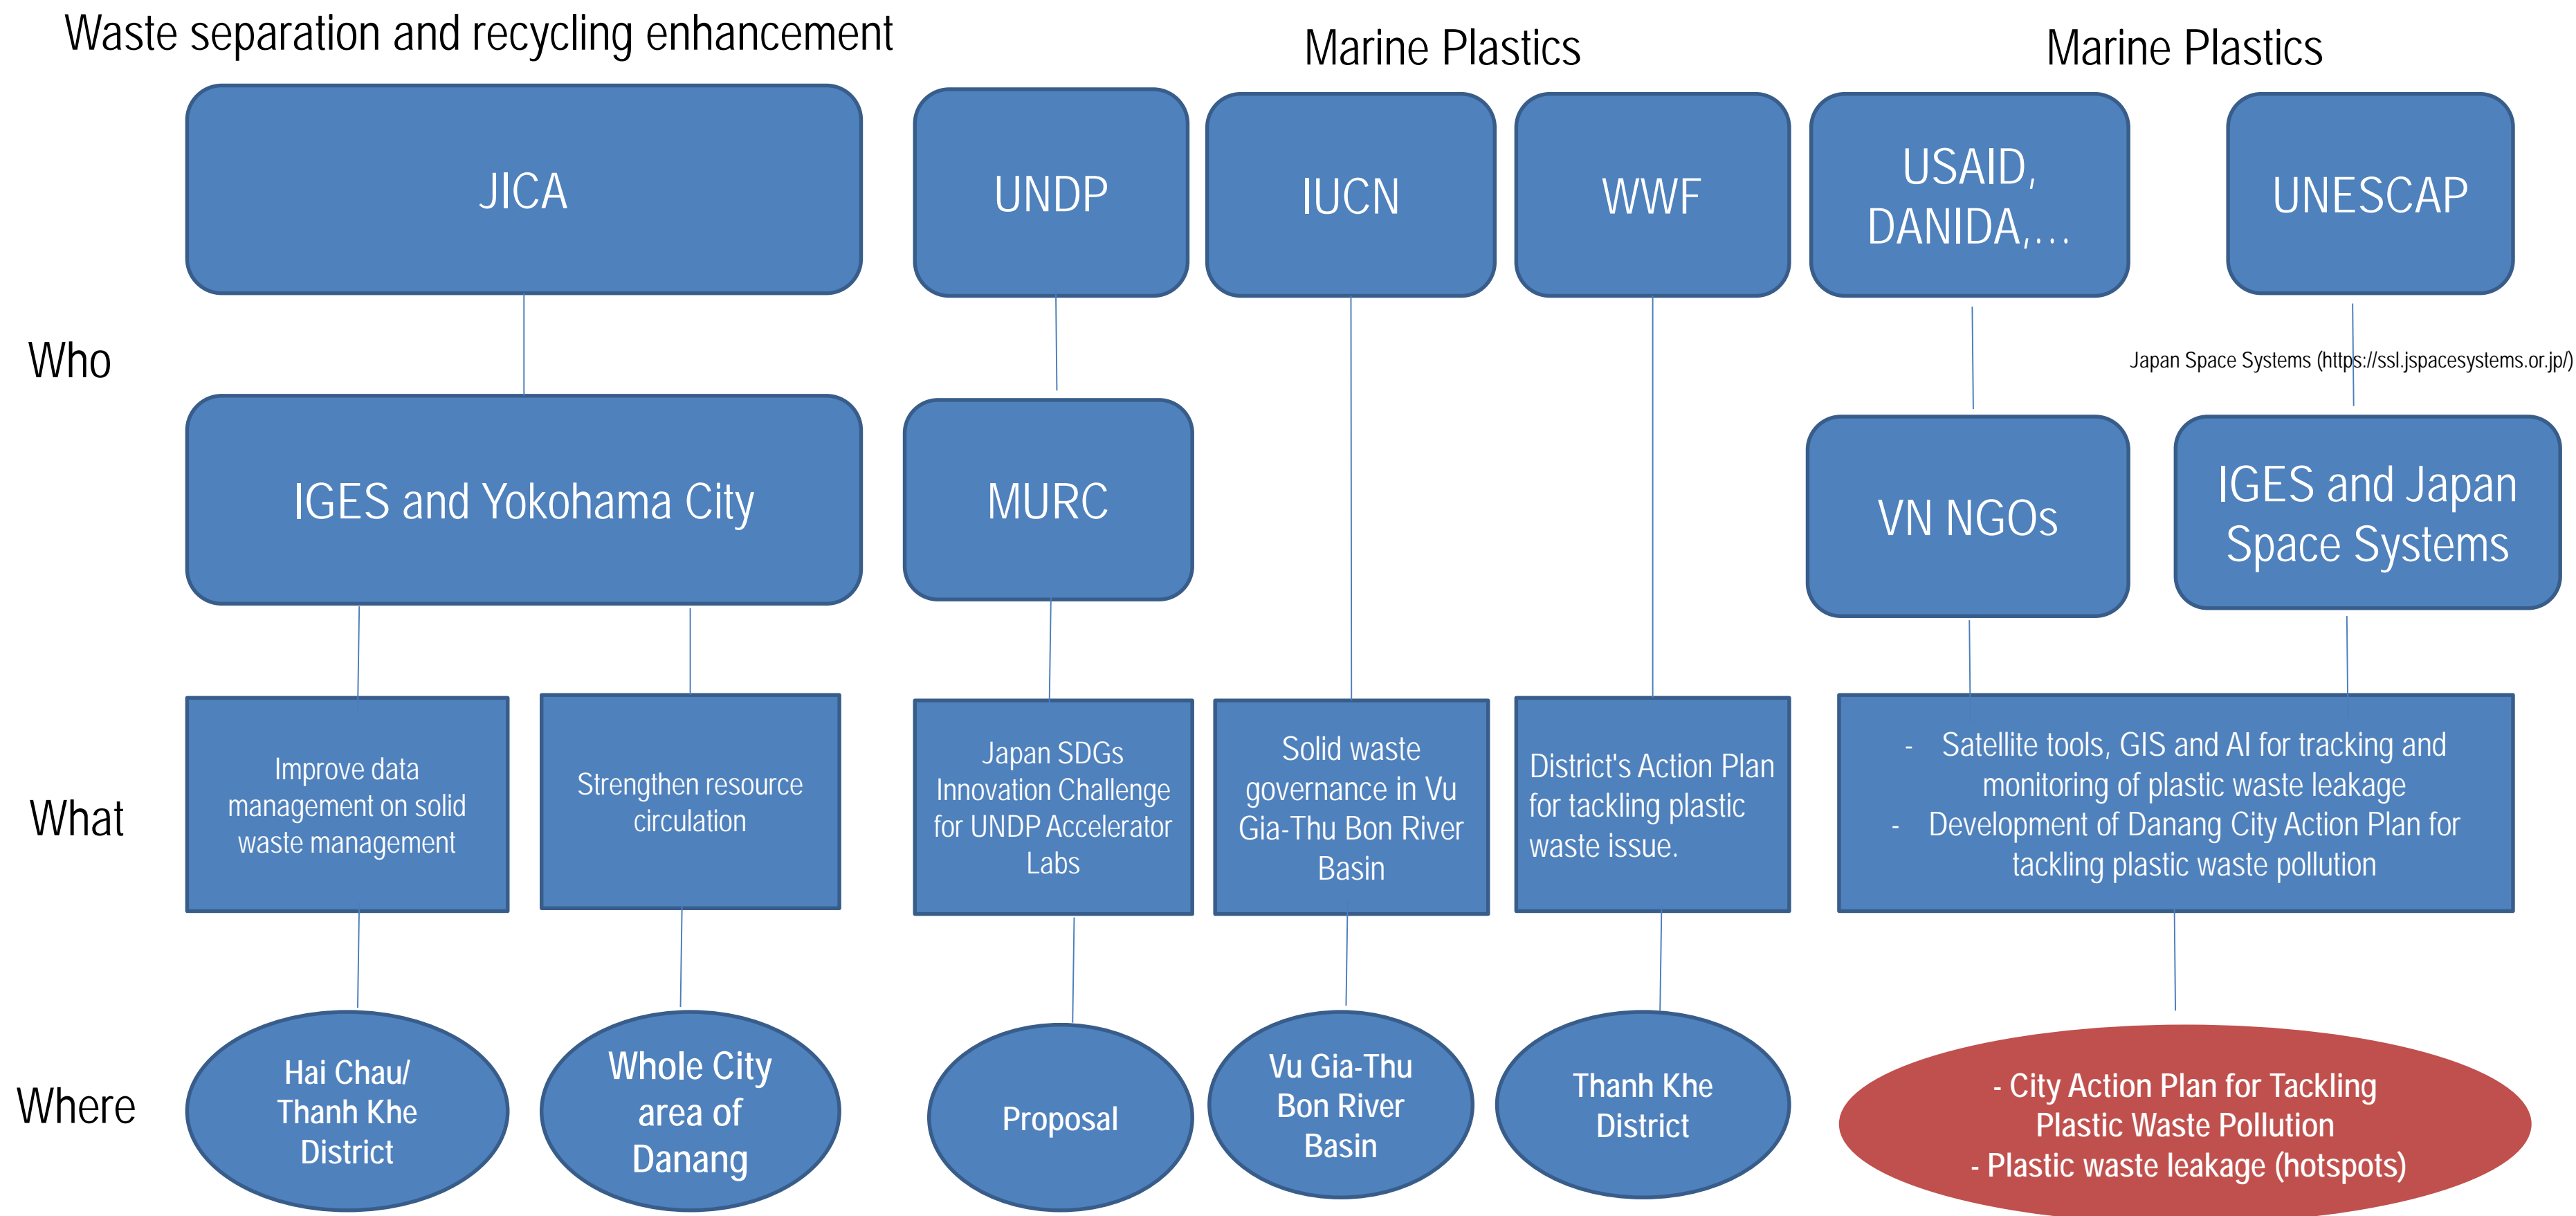 Waste separation and recycling enhancement
Marine Plastics
Marine Plastics
JICA
UNDP
IUCN
WWF
USAID,
DANIDA,...
UNESCAP
Who
Japan Space Systems (https://ssl.jspacesystems.or.jp/)
IGES and Yokohama City
MURC
VN NGOs
IGES and Japan
Space Systems
What
Improve data
management on solid
waste management
Strengthen resource
circulation
Japan SDGs
Innovation Challenge
for UNDP Accelerator
Labs
Solid waste
governance in Vu
Gia-Thu Bon River
Basin
District's Action Plan
for tackling plastic
waste issue.
- Satellite tools, GIS and AI for tracking and
monitoring of plastic waste leakage
- Development of Danang City Action Plan for
tackling plastic waste pollution
Where
Hai Chau/
Thanh Khe
District
Whole City
area of
Danang
Proposal
Vu Gia-Thu
Bon River
Basin
Thanh Khe
District
- City Action Plan for Tackling
Plastic Waste Pollution
- Plastic waste leakage (hotspots)